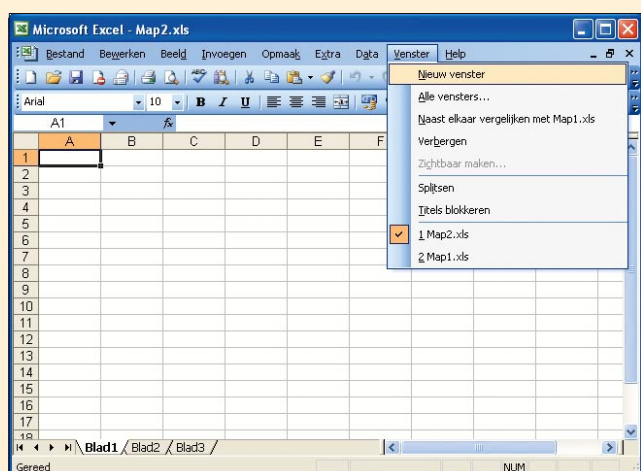 Microsoft Excel - Map2.xls
Bestand Bewerken Beeld Invoegen Opmaak Extra Data Venster Help
Arial 10 B I U
A1 fx
Nieuw venster
Alle vensters...
Naast elkaar vergelijken met Map1.xls
Verbergen
Zichtbaar maken...
Splitsen
Titels blokkeren
1 Map2.xls
2 Map1.xls
A B C D E F
1
2
3
4
5
6
7
8
9
10
11
12
13
14
15
16
17
18
Blad1 Blad2 Blad3
Gereed NUM